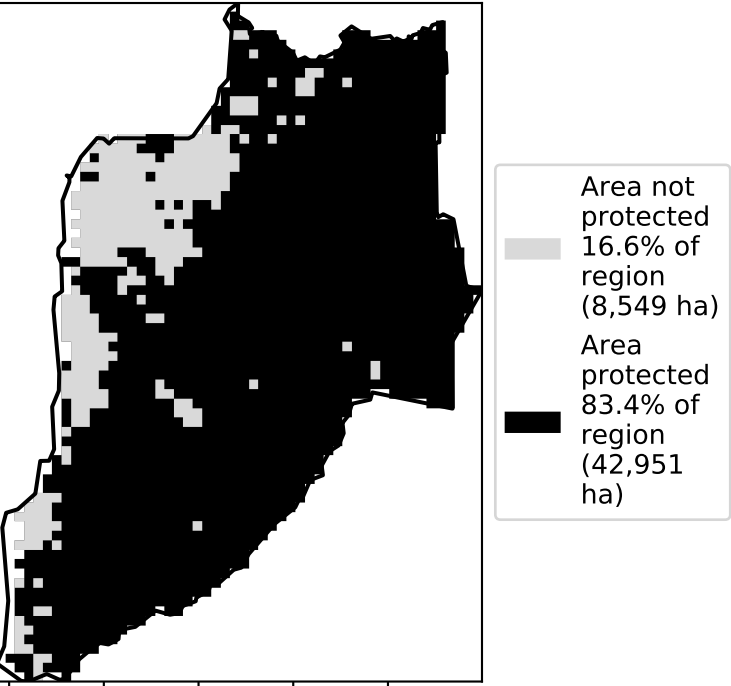 Area not
protected
16.6% of
region
(8,549 ha)
Area
protected
83.4% of
region
(42,951
ha)